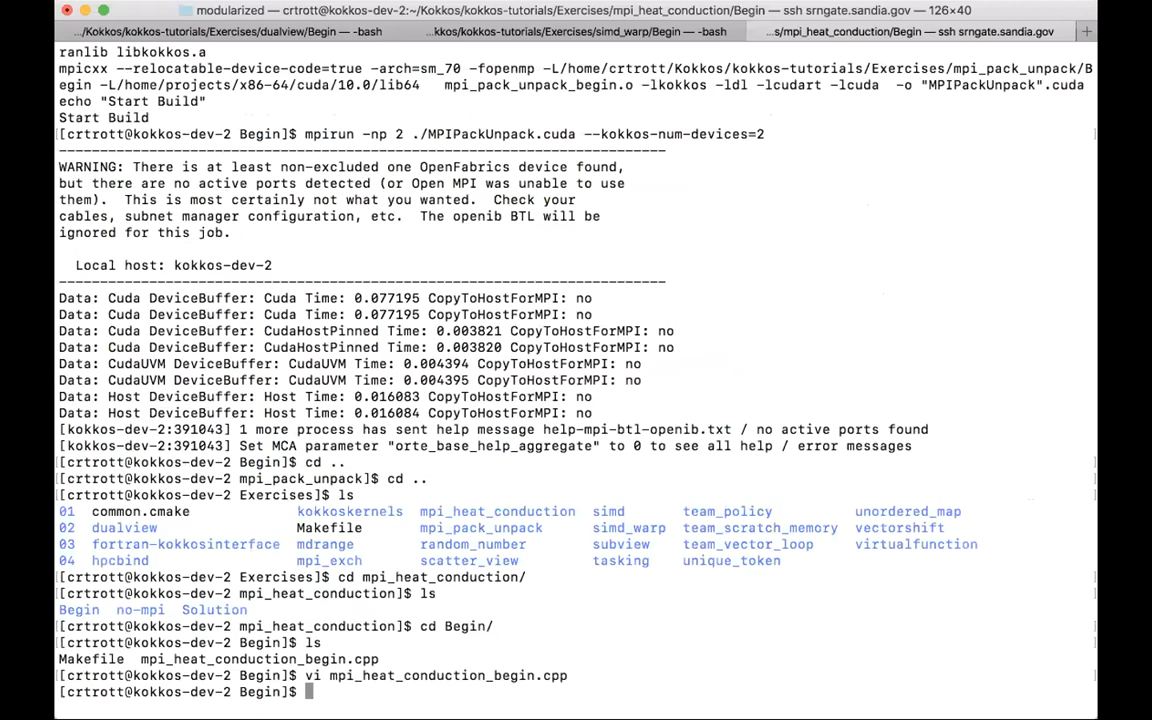 modularized — crtrott@kokkos-dev-2:~/Kokkos/kokkos-tutorials/Exercises/mpi_heat_conduction/Begin — ssh srngate.sandia.gov — 126×40
.../Kokkos/kokkos-tutorials/Exercises/dualview/Begin — -bash ...kkos/kokkos-tutorials/Exercises/simd_warp/Begin — -bash ...s/mpi_heat_conduction/Begin — ssh srngate.sandia.gov +
ranlib libkokkos.a
mpicxx --relocatable-device-code=true -arch=sm_70 -fopenmp -L/home/crtrott/Kokkos/kokkos-tutorials/Exercises/mpi_pack_unpack/B
egin -L/home/projects/x86-64/cuda/10.0/lib64   mpi_pack_unpack_begin.o -lkokkos -ldl -lcudart -lcuda  -o "MPIPackUnpack".cuda
echo "Start Build"
Start Build
[crtrott@kokkos-dev-2 Begin]$ mpirun -np 2 ./MPIPackUnpack.cuda --kokkos-num-devices=2
--------------------------------------------------------------------------
WARNING: There is at least non-excluded one OpenFabrics device found,
but there are no active ports detected (or Open MPI was unable to use
them).  This is most certainly not what you wanted.  Check your
cables, subnet manager configuration, etc.  The openib BTL will be
ignored for this job.
  Local host: kokkos-dev-2
--------------------------------------------------------------------------
Data: Cuda DeviceBuffer: Cuda Time: 0.077195 CopyToHostForMPI: no
Data: Cuda DeviceBuffer: Cuda Time: 0.077195 CopyToHostForMPI: no
Data: Cuda DeviceBuffer: CudaHostPinned Time: 0.003821 CopyToHostForMPI: no
Data: Cuda DeviceBuffer: CudaHostPinned Time: 0.003820 CopyToHostForMPI: no
Data: CudaUVM DeviceBuffer: CudaUVM Time: 0.004394 CopyToHostForMPI: no
Data: CudaUVM DeviceBuffer: CudaUVM Time: 0.004395 CopyToHostForMPI: no
Data: Host DeviceBuffer: Host Time: 0.016083 CopyToHostForMPI: no
Data: Host DeviceBuffer: Host Time: 0.016084 CopyToHostForMPI: no
[kokkos-dev-2:391043] 1 more process has sent help message help-mpi-btl-openib.txt / no active ports found
[kokkos-dev-2:391043] Set MCA parameter "orte_base_help_aggregate" to 0 to see all help / error messages
[crtrott@kokkos-dev-2 Begin]$ cd ..
[crtrott@kokkos-dev-2 mpi_pack_unpack]$ cd ..
[crtrott@kokkos-dev-2 Exercises]$ ls
01  common.cmake             kokkoskernels  mpi_heat_conduction  simd       team_policy          unordered_map
02  dualview                 Makefile       mpi_pack_unpack      simd_warp  team_scratch_memory  vectorshift
03  fortran-kokkosinterface  mdrange        random_number        subview    team_vector_loop     virtualfunction
04  hpcbind                  mpi_exch       scatter_view         tasking    unique_token
[crtrott@kokkos-dev-2 Exercises]$ cd mpi_heat_conduction/
[crtrott@kokkos-dev-2 mpi_heat_conduction]$ ls
Begin  no-mpi  Solution
[crtrott@kokkos-dev-2 mpi_heat_conduction]$ cd Begin/
[crtrott@kokkos-dev-2 Begin]$ ls
Makefile  mpi_heat_conduction_begin.cpp
[crtrott@kokkos-dev-2 Begin]$ vi mpi_heat_conduction_begin.cpp
[crtrott@kokkos-dev-2 Begin]$